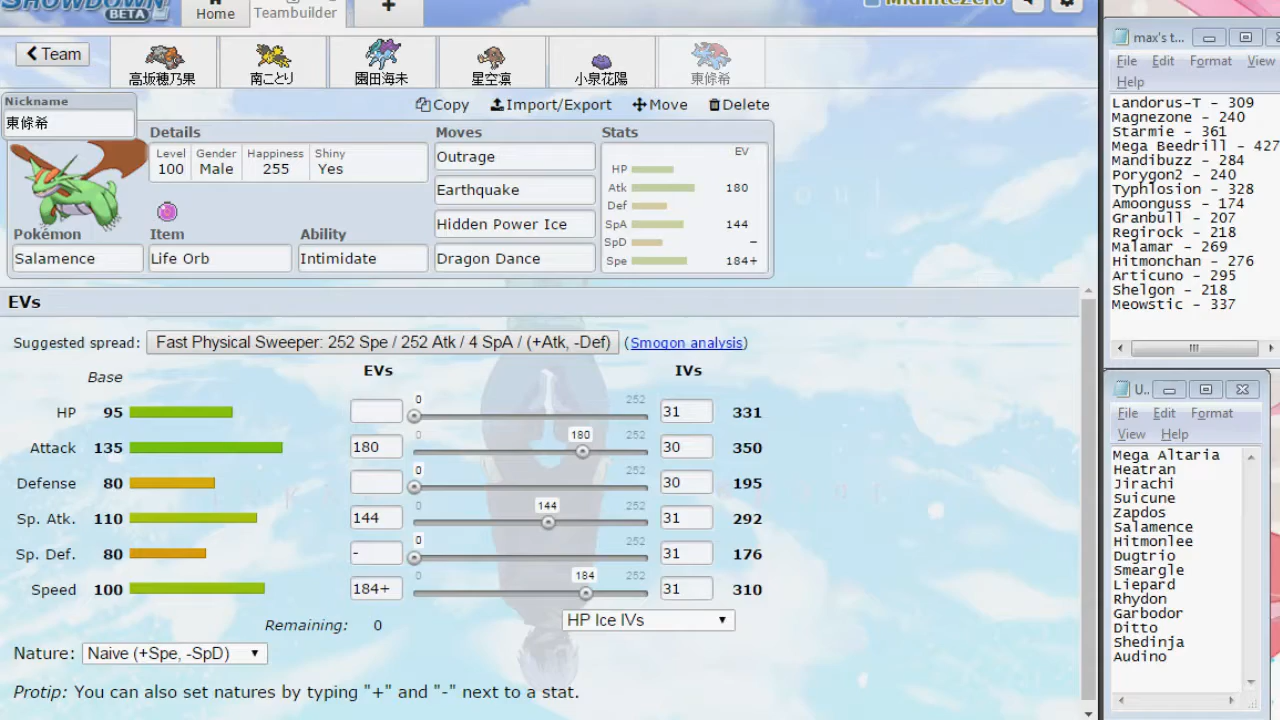 SHOWDOWN
BETA
Home
Teambuilder
+
MidniteZero
Team
高坂穂乃果
南ことり
園田海未
星空凛
小泉花陽
東條希
Copy
Import/Export
Move
Delete
Nickname
東條希
Details
Level
100
Gender
Male
Happiness
255
Shiny
Yes
Pokémon
Salamence
Item
Life Orb
Ability
Intimidate
Moves
Outrage
Earthquake
Hidden Power Ice
Dragon Dance
Stats
EV
HP
Atk 180
Def
SpA 144
SpD –
Spe 184+
EVs
Suggested spread: Fast Physical Sweeper: 252 Spe / 252 Atk / 4 SpA / (+Atk, -Def) (Smogon analysis)
Base EVs IVs
HP 95 0 252 31 331
Attack 135 180 0 180 252 30 350
Defense 80 0 252 30 195
Sp. Atk. 110 144 0 144 252 31 292
Sp. Def. 80 - 0 252 31 176
Speed 100 184+ 0 184 252 31 310
Remaining: 0
HP Ice IVs
Nature: Naive (+Spe, -SpD)
Protip: You can also set natures by typing "+" and "-" next to a stat.
max's t...
File Edit Format View
Help
Landorus-T - 309
Magnezone - 240
Starmie - 361
Mega Beedrill - 427
Mandibuzz - 284
Porygon2 - 240
Typhlosion - 328
Amoonguss - 174
Granbull - 207
Regirock - 218
Malamar - 269
Hitmonchan - 276
Articuno - 295
Shelgon - 218
Meowstic - 337
U..
File Edit Format
View Help
Mega Altaria
Heatran
Jirachi
Suicune
Zapdos
Salamence
Hitmonlee
Dugtrio
Smeargle
Liepard
Rhydon
Garbodor
Ditto
Shedinja
Audino